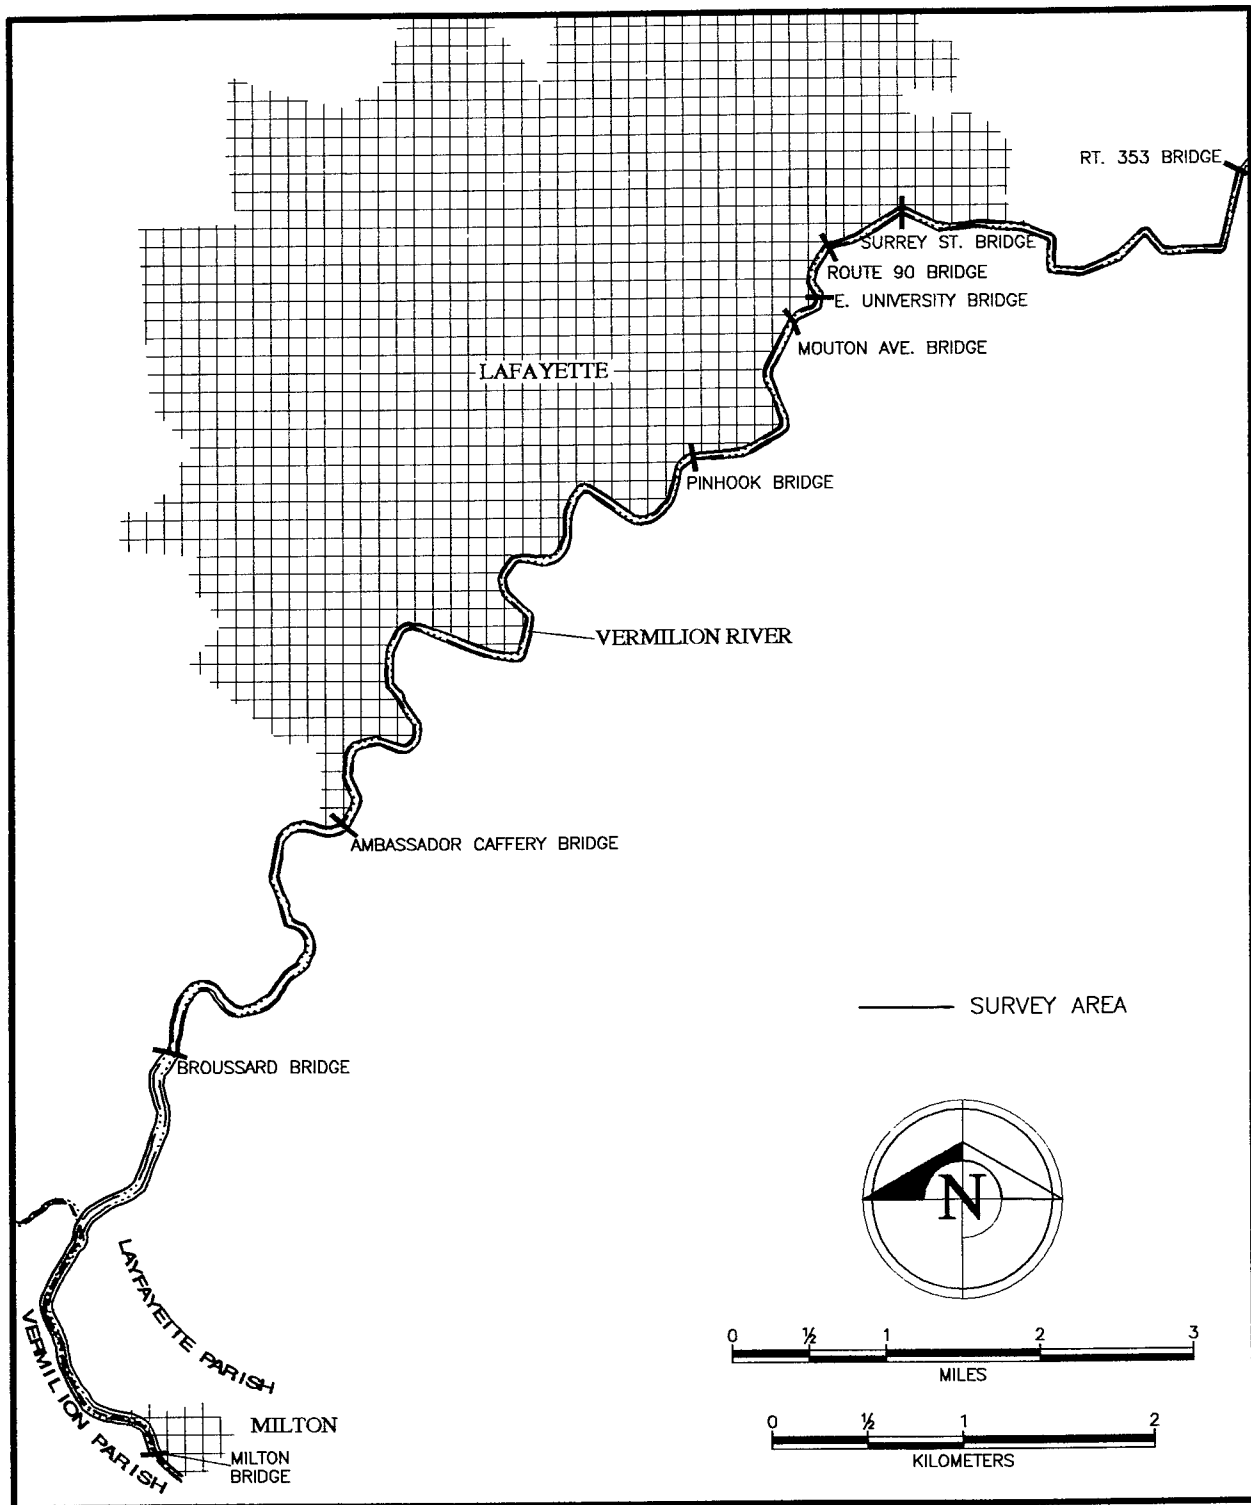 RT. 353 BRIDGE
SURREY ST. BRIDGE
ROUTE 90 BRIDGE
E. UNIVERSITY BRIDGE
MOUTON AVE. BRIDGE
LAFAYETTE
PINHOOK BRIDGE
VERMILION RIVER
AMBASSADOR CAFFERY BRIDGE
SURVEY AREA
BROUSSARD BRIDGE
N
LAYFAYETTE PARISH
VERMILION PARISH
0 ½ 1 2 3
MILES
MILTON
MILTON
BRIDGE
0 ½ 1 2
KILOMETERS